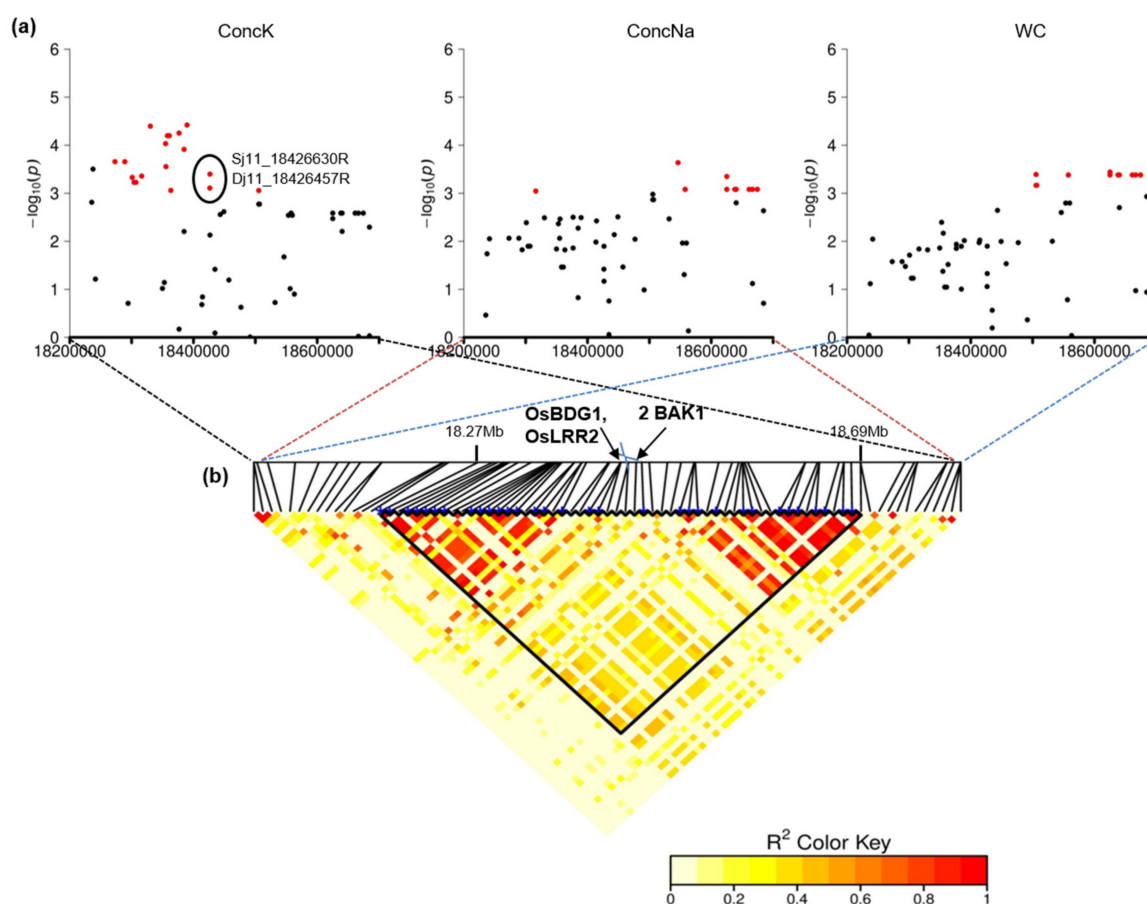 (a)
ConcK
ConcNa
WC
6
5
4
3
2
1
0
−log10(p)
Sj11_18426630R
Dj11_18426457R
18200000
18400000
18600000
6
5
4
3
2
1
0
−log10(p)
18200000
18400000
18600000
6
5
4
3
2
1
0
−log10(p)
18200000
18400000
18600000
OsBDG1,
OsLRR2
2 BAK1
18.27Mb
18.69Mb
(b)
R² Color Key
0
0.2
0.4
0.6
0.8
1